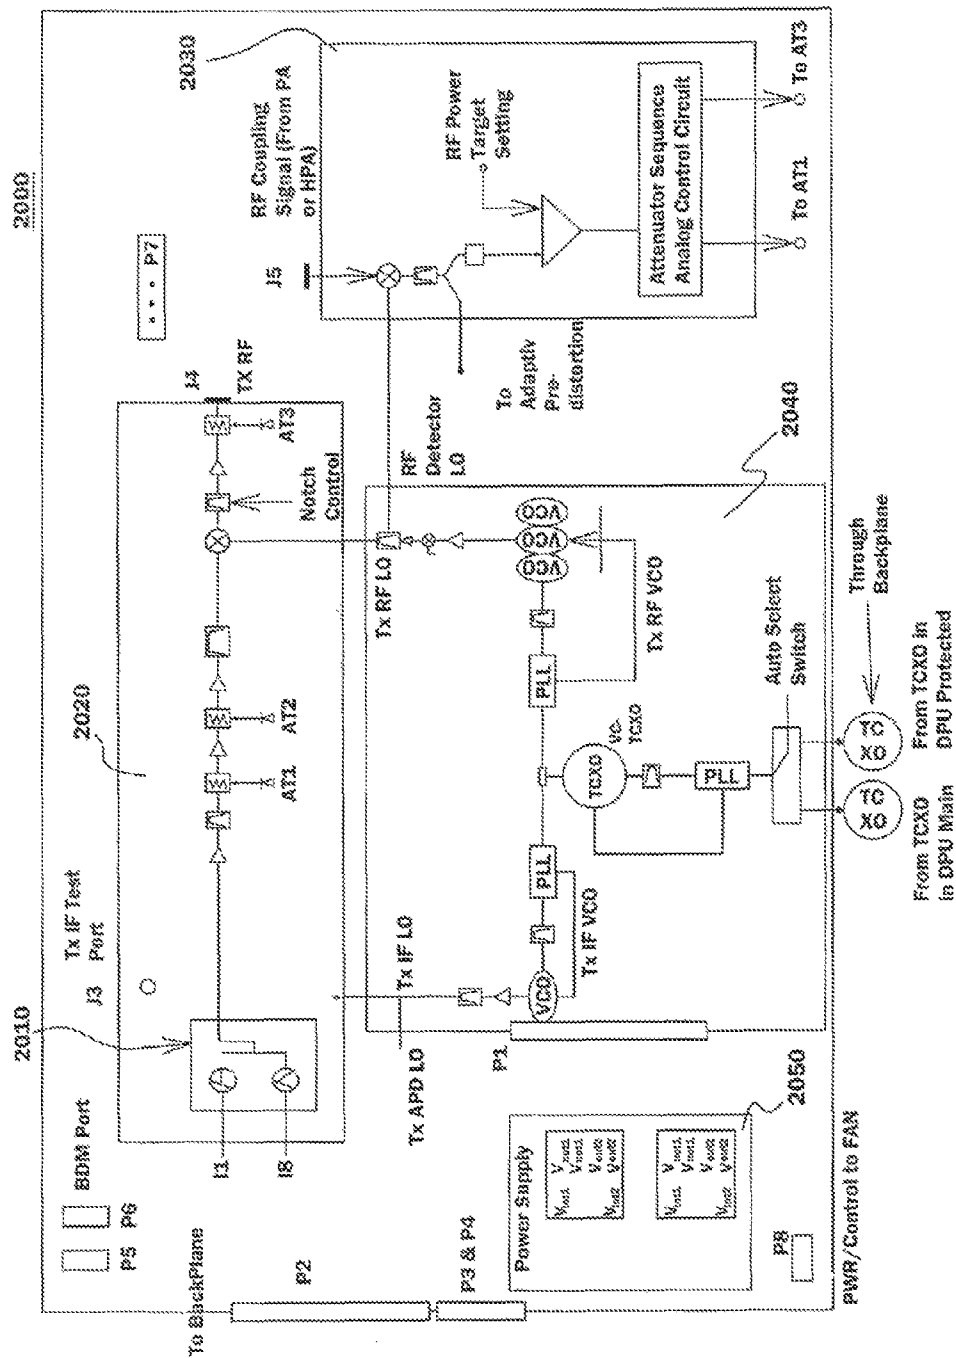 2000
2010
Tx IF Test
Port
J3
2020
BDM Port
P6
P5
J1
J8
AT1
AT2
Notch
Control
AT3
J4
TX RF
P7
J5
RF Coupling
Signal (From PA
or HPA)
2030
RF Power
Target
Setting
Attenuator Sequence
Analog Control Circuit
To AT1
To AT3
To
Adaptiv
Pre-
distortion
RF
Detector
LO
2040
Tx RF LO
VCO
VCO
VCO
Tx RF VCO
PLL
TCXO
VC-
TCXO
PLL
Auto Select
Switch
PLL
Tx IF VCO
VCO
Tx IF LO
Tx APD LO
P1
Through
Backplane
TC
XO
TC
XO
From TCXO
in DPU Main
From TCXO in
DPU Protected
To BackPlane
P2
P3 & P4
Power Supply
2050
P8
PWR/Control to FAN